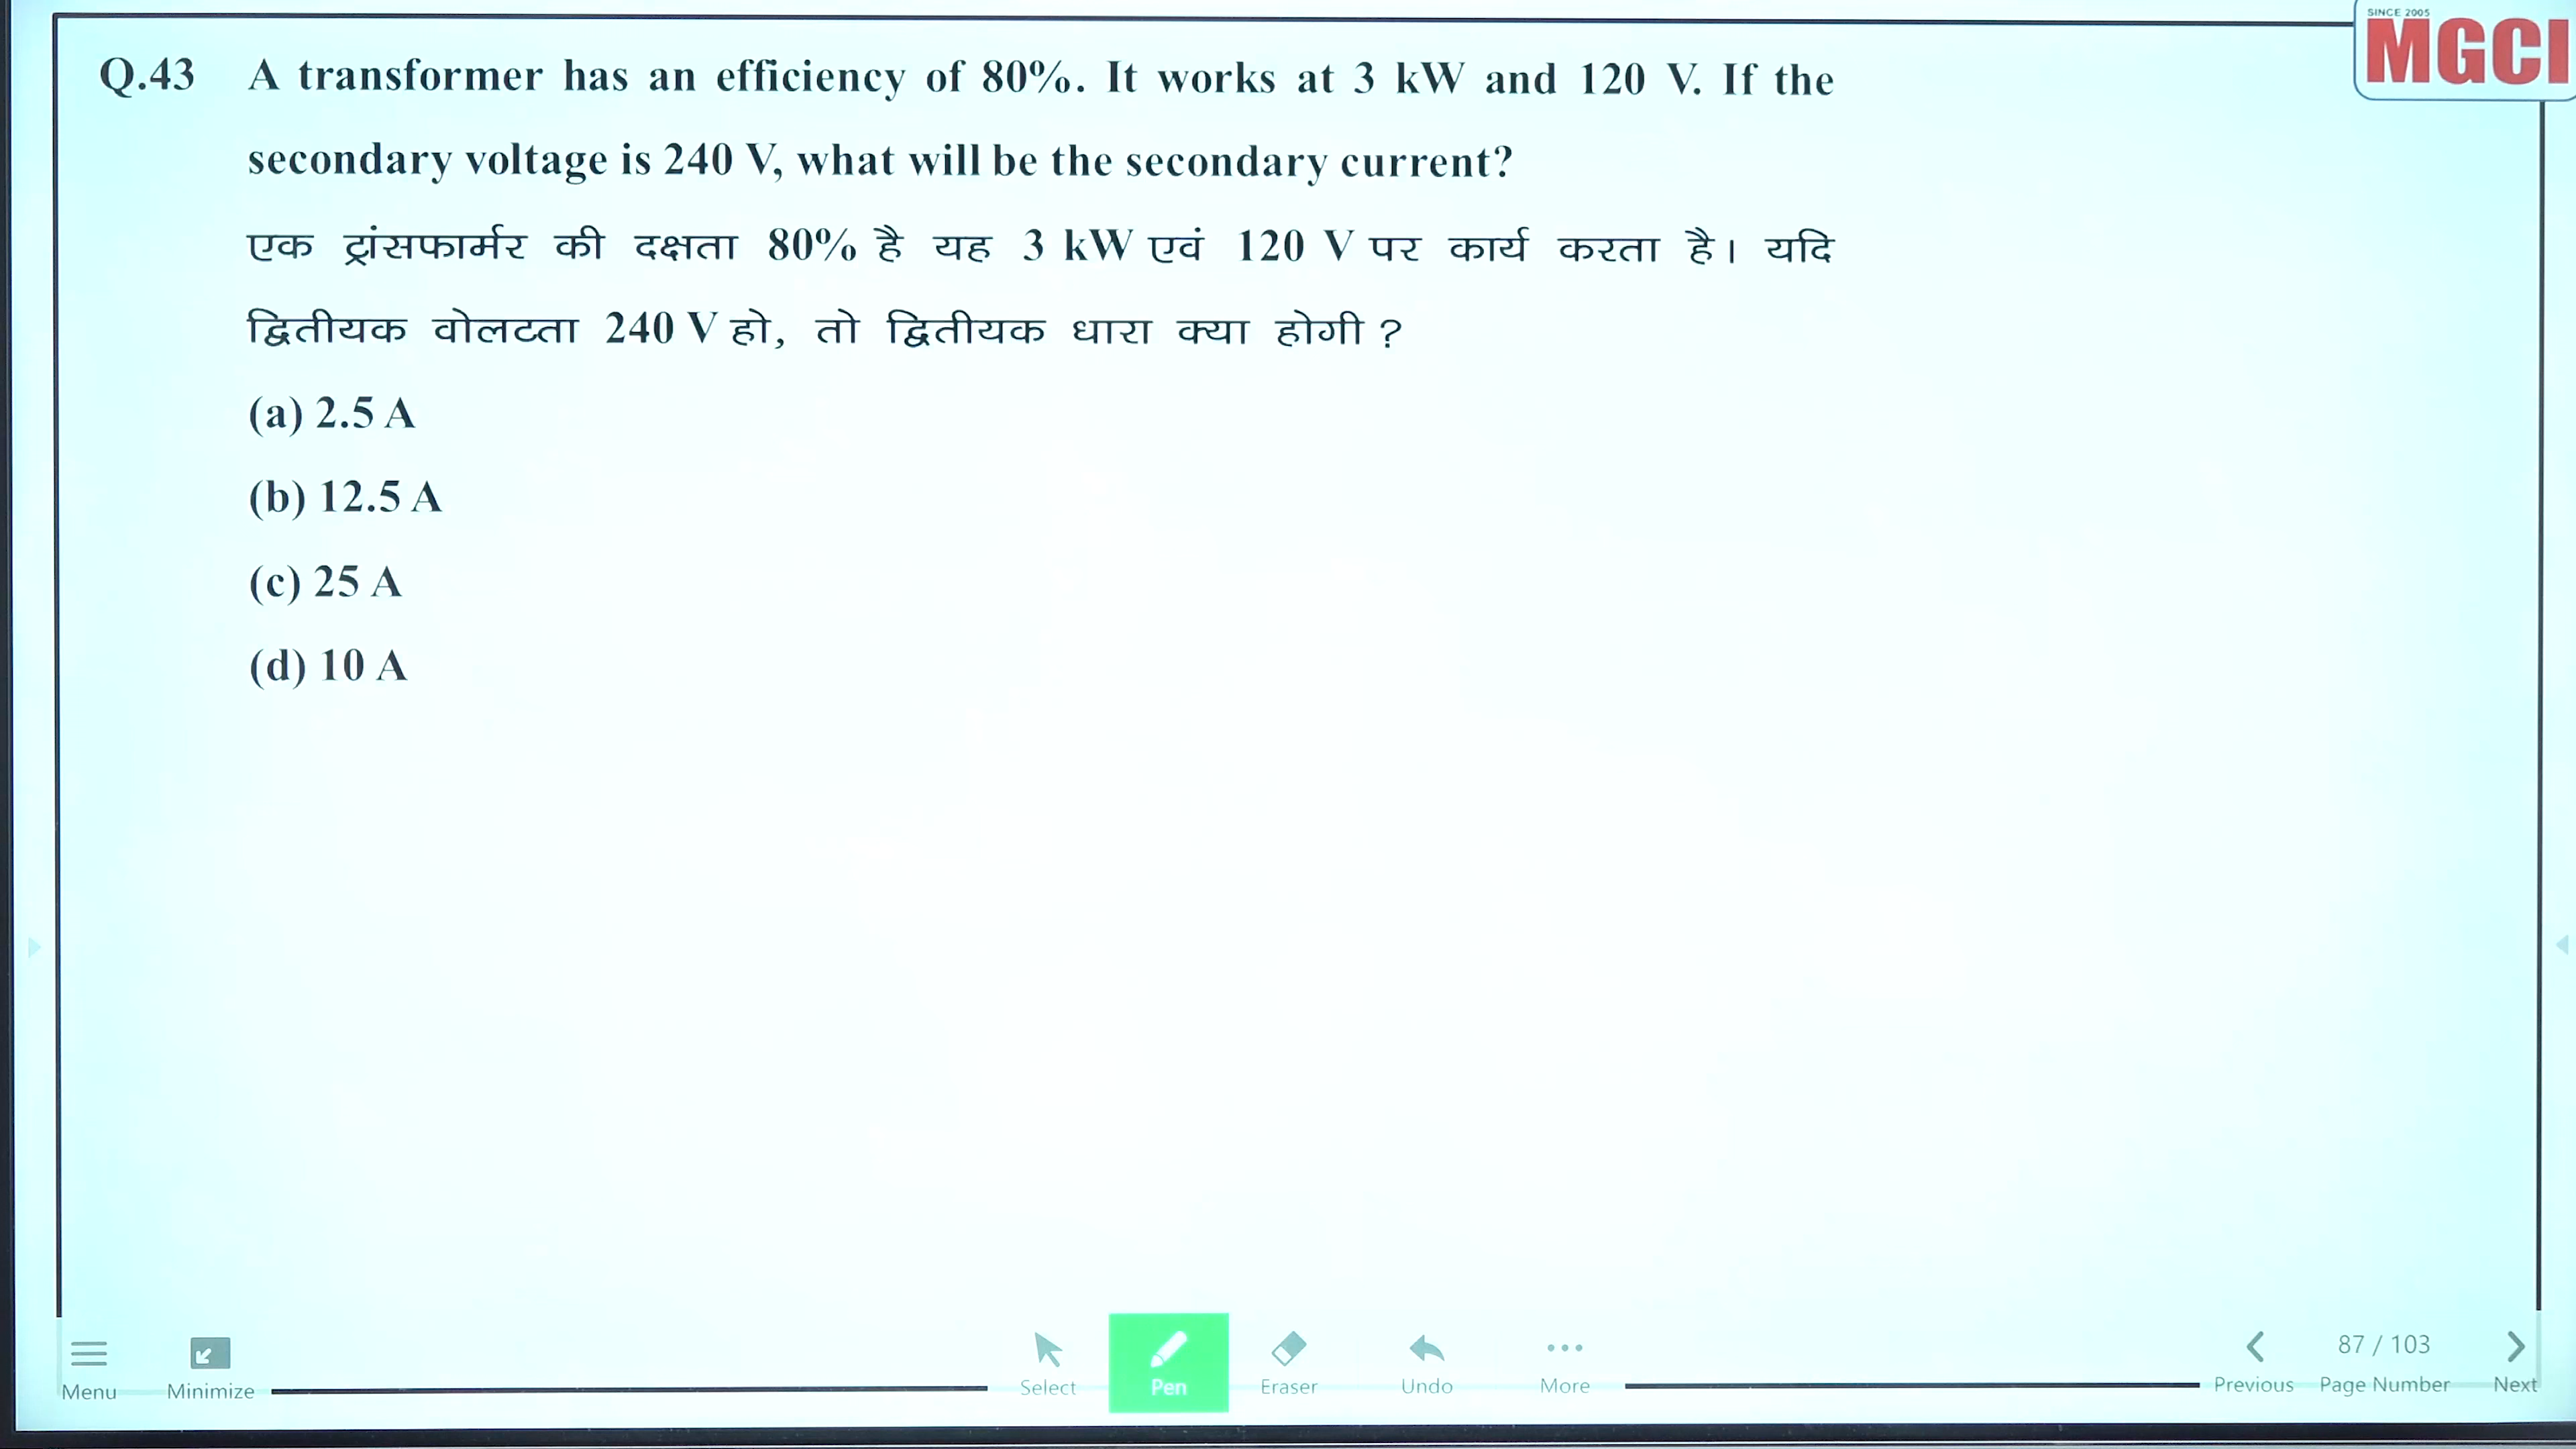 SINCE 2005
MGCI
Q.43 A transformer has an efficiency of 80%. It works at 3 kW and 120 V. If the
secondary voltage is 240 V, what will be the secondary current?
एक ट्रांसफार्मर की दक्षता 80% है यह 3 kW एवं 120 V पर कार्य करता है। यदि
द्वितीयक वोलटता 240 V हो, तो द्वितीयक धारा क्या होगी ?
(a) 2.5 A
(b) 12.5 A
(c) 25 A
(d) 10 A
Menu Minimize Select Pen Eraser Undo More Previous 87 / 103 Page Number Next